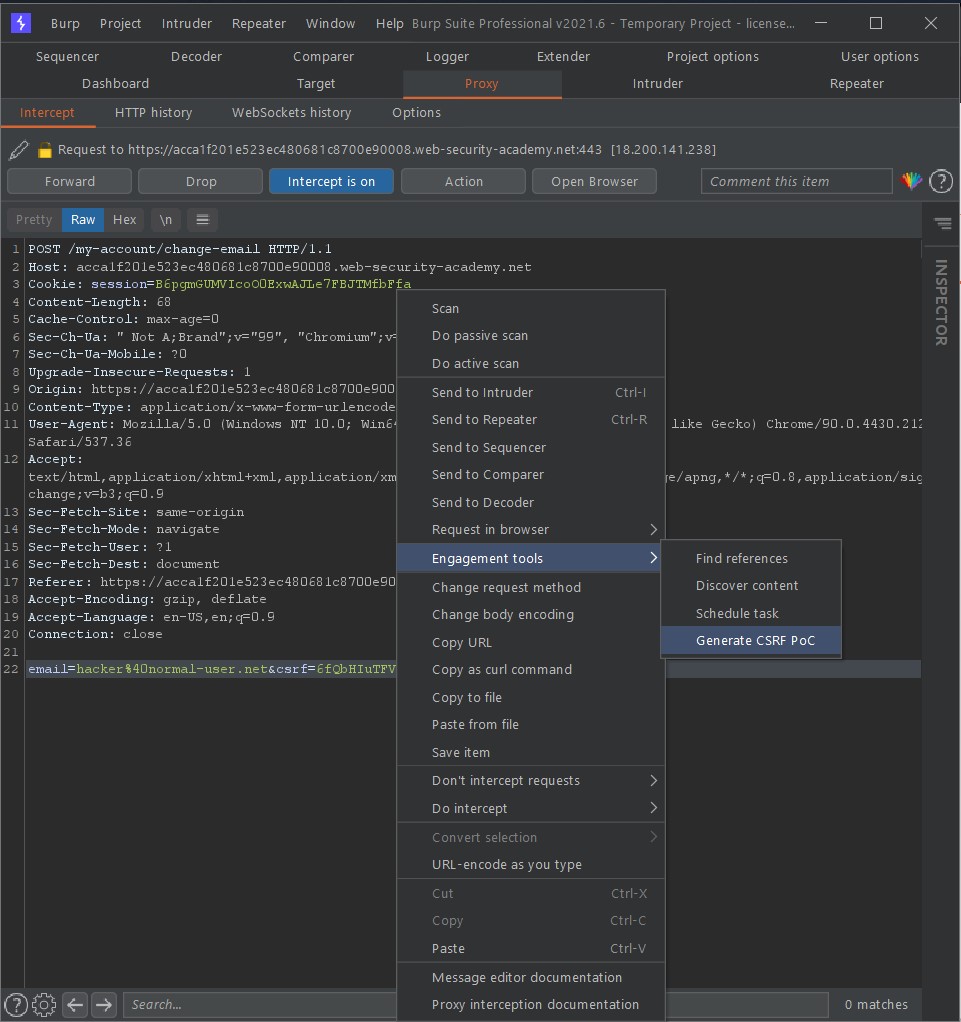 Burp Project Intruder Repeater Window Help Burp Suite Professional v2021.6 - Temporary Project - license...
Sequencer Decoder Comparer Logger Extender Project options User options
Dashboard Target Proxy Intruder Repeater
Intercept HTTP history WebSockets history Options
Request to https://acca1f201e523ec480681c8700e90008.web-security-academy.net:443 [18.200.141.238]
Forward Drop Intercept is on Action Open Browser Comment this item ?
Pretty Raw Hex \n
INSPECTOR
1 POST /my-account/change-email HTTP/1.1
2 Host: acca1f201e523ec480681c8700e90008.web-security-academy.net
3 Cookie: session=B6pgmGUMVIcoO0ExwAJLe7FBJTMfbFfa
4 Content-Length: 68
5 Cache-Control: max-age=0
6 Sec-Ch-Ua: " Not A;Brand";v="99", "Chromium";v=
7 Sec-Ch-Ua-Mobile: ?0
8 Upgrade-Insecure-Requests: 1
9 Origin: https://acca1f201e523ec480681c8700e900
10 Content-Type: application/x-www-form-urlencode
11 User-Agent: Mozilla/5.0 (Windows NT 10.0; Win64 like Gecko) Chrome/90.0.4430.212
Safari/537.36
12 Accept:
text/html,application/xhtml+xml,application/xm ge/apng,*/*;q=0.8,application/sig
change;v=b3;q=0.9
13 Sec-Fetch-Site: same-origin
14 Sec-Fetch-Mode: navigate
15 Sec-Fetch-User: ?1
16 Sec-Fetch-Dest: document
17 Referer: https://acca1f201e523ec480681c8700e90
18 Accept-Encoding: gzip, deflate
19 Accept-Language: en-US,en;q=0.9
20 Connection: close
21
22 email=hacker%40normal-user.net&csrf=6fQbHIuTFV
Scan
Do passive scan
Do active scan
Send to Intruder Ctrl-I
Send to Repeater Ctrl-R
Send to Sequencer
Send to Comparer
Send to Decoder
Request in browser
Engagement tools
Find references
Discover content
Schedule task
Generate CSRF PoC
Change request method
Change body encoding
Copy URL
Copy as curl command
Copy to file
Paste from file
Save item
Don't intercept requests
Do intercept
Convert selection
URL-encode as you type
Cut Ctrl-X
Copy Ctrl-C
Paste Ctrl-V
Message editor documentation
Proxy interception documentation
? Search... 0 matches